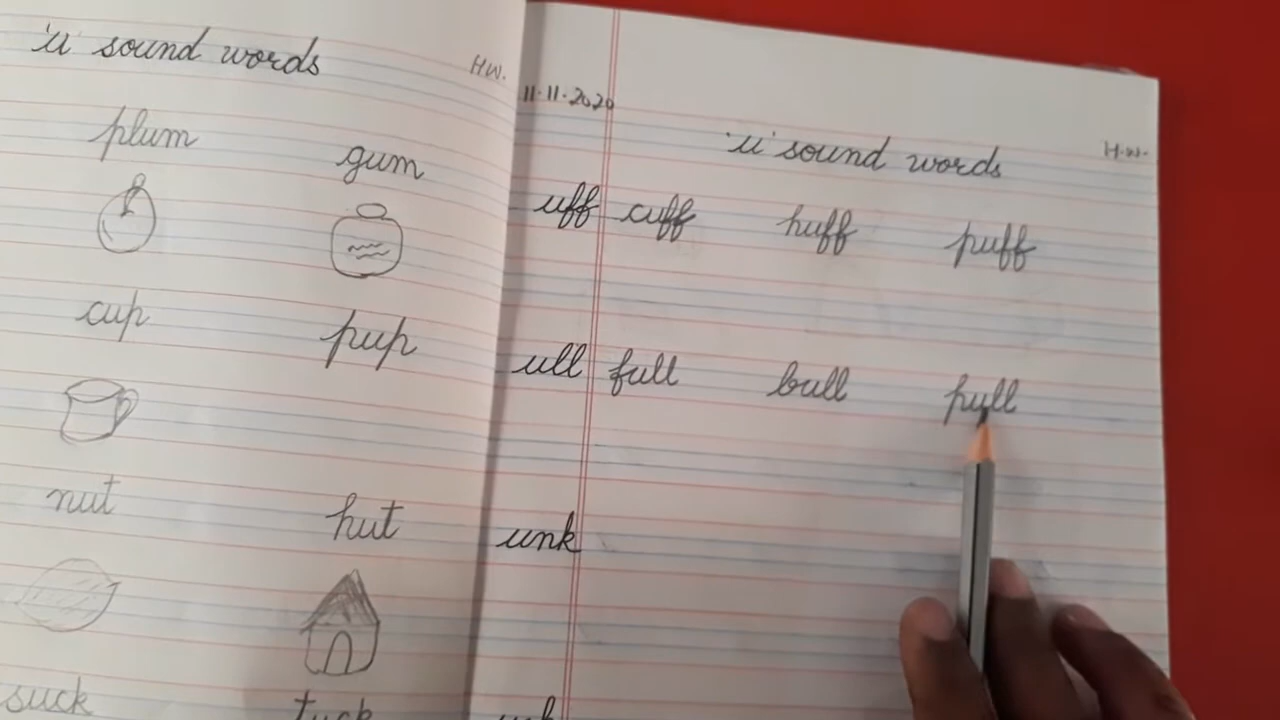 'u' sound words H.W.
plum gum
cup pup
nut hut
suck tuck
11.11.2020
'u' sound words H.W.
uff cuff huff puff
ull full bull pull
unk